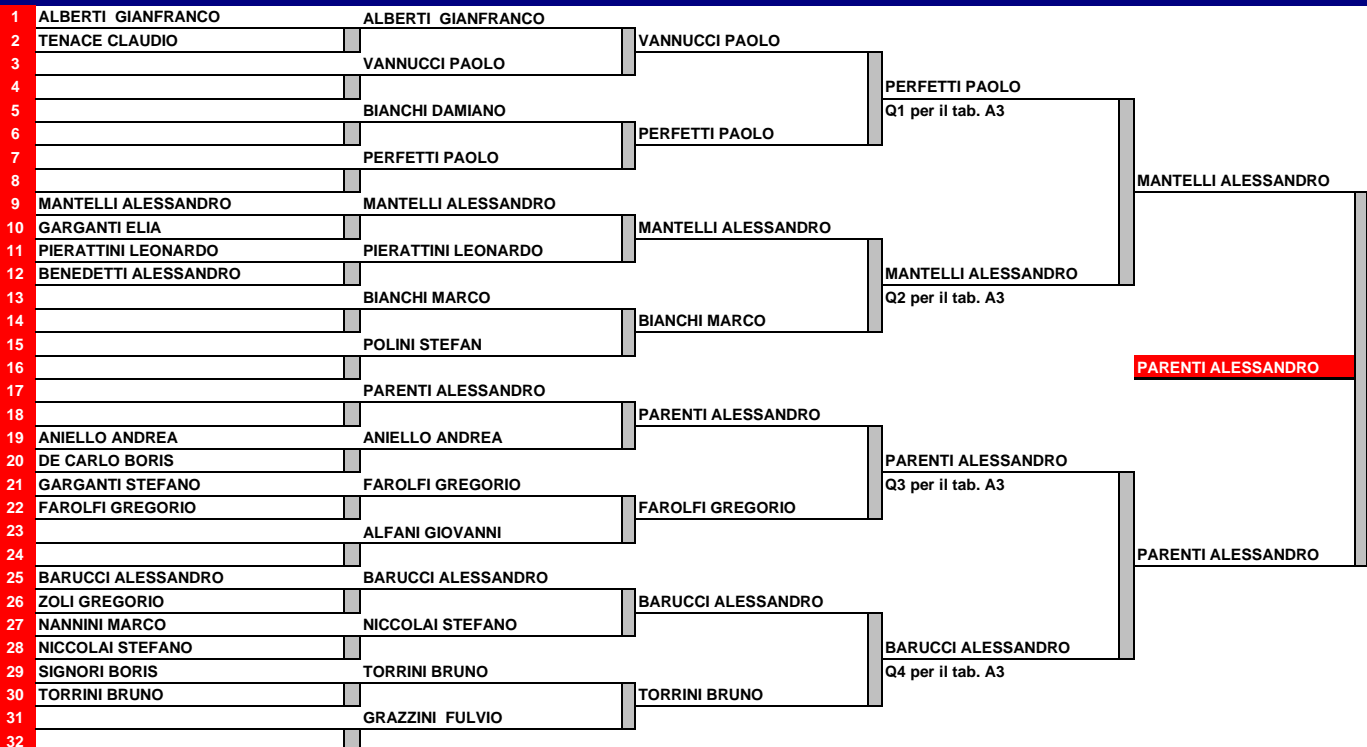 1 ALBERTI  GIANFRANCO ALBERTI  GIANFRANCO
2 TENACE CLAUDIO VANNUCCI PAOLO
3 VANNUCCI PAOLO
4 PERFETTI PAOLO
5 BIANCHI DAMIANO Q1 per il tab. A3
6 PERFETTI PAOLO
7 PERFETTI PAOLO
8 MANTELLI ALESSANDRO
9 MANTELLI ALESSANDRO MANTELLI ALESSANDRO
10 GARGANTI ELIA MANTELLI ALESSANDRO
11 PIERATTINI LEONARDO PIERATTINI LEONARDO
12 BENEDETTI ALESSANDRO MANTELLI ALESSANDRO
13 BIANCHI MARCO Q2 per il tab. A3
14 BIANCHI MARCO
15 POLINI STEFAN
16 PARENTI ALESSANDRO
17 PARENTI ALESSANDRO
18 PARENTI ALESSANDRO
19 ANIELLO ANDREA ANIELLO ANDREA
20 DE CARLO BORIS PARENTI ALESSANDRO
21 GARGANTI STEFANO FAROLFI GREGORIO Q3 per il tab. A3
22 FAROLFI GREGORIO FAROLFI GREGORIO
23 ALFANI GIOVANNI
24 PARENTI ALESSANDRO
25 BARUCCI ALESSANDRO BARUCCI ALESSANDRO
26 ZOLI GREGORIO BARUCCI ALESSANDRO
27 NANNINI MARCO NICCOLAI STEFANO
28 NICCOLAI STEFANO BARUCCI ALESSANDRO
29 SIGNORI BORIS TORRINI BRUNO Q4 per il tab. A3
30 TORRINI BRUNO TORRINI BRUNO
31 GRAZZINI  FULVIO
32